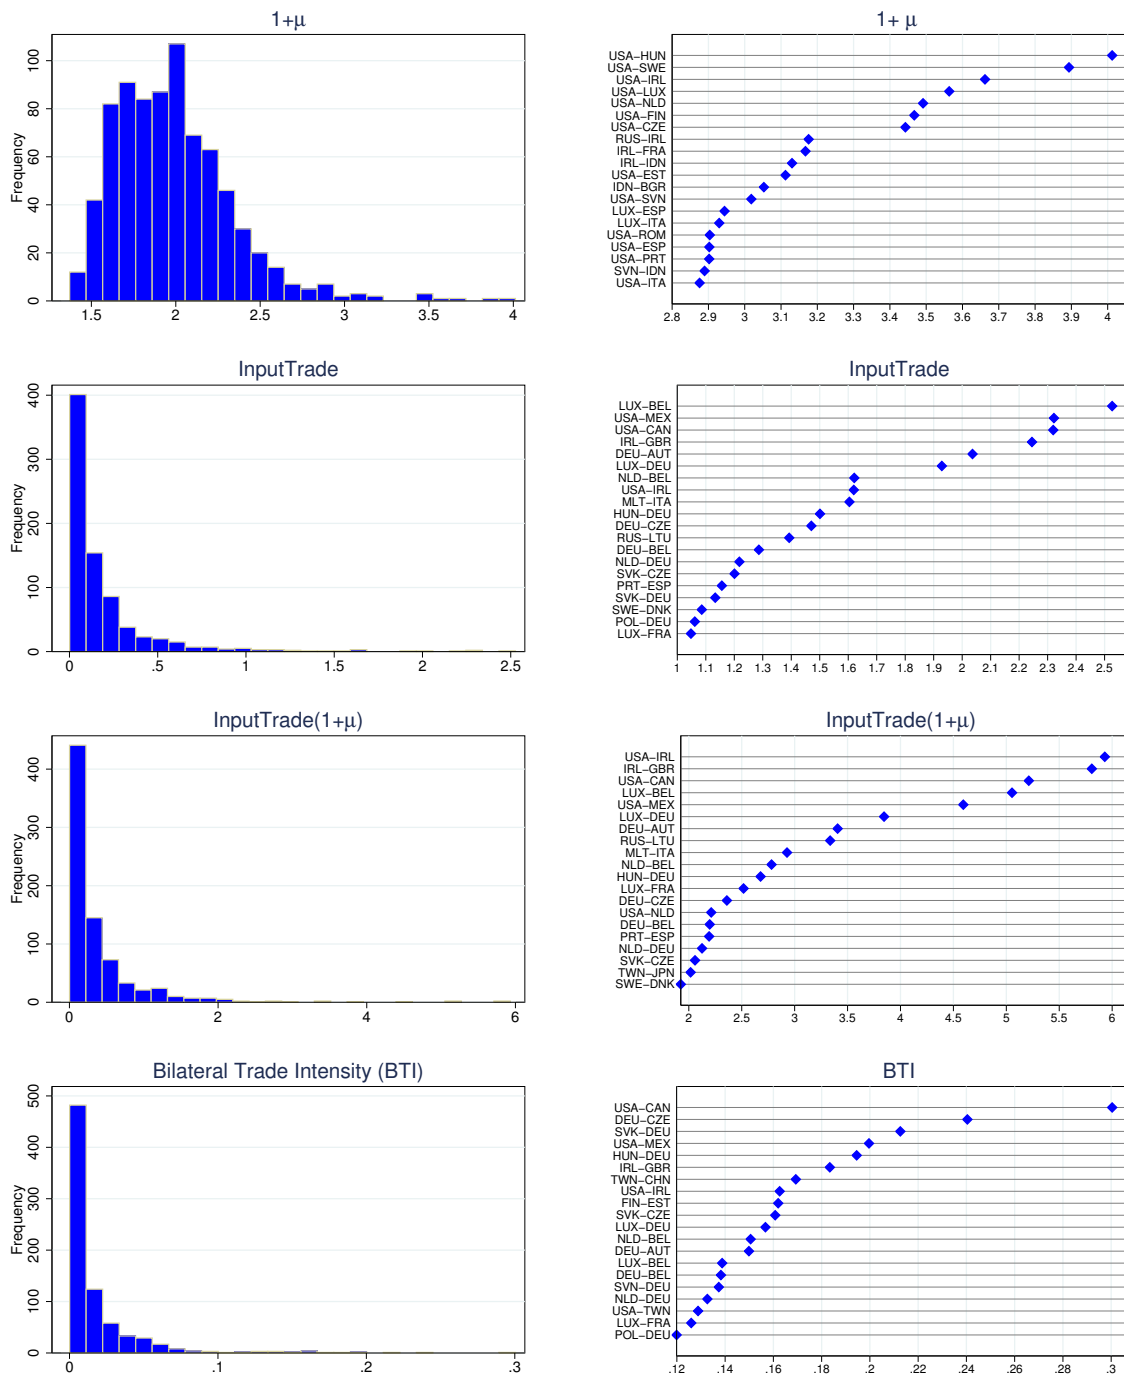 1+μ
Frequency
100
80
60
40
20
0
1.5 2 2.5 3 3.5 4
1+ μ
USA−HUN
USA−SWE
USA−IRL
USA−LUX
USA−NLD
USA−FIN
USA−CZE
RUS−IRL
IRL−FRA
IRL−IDN
USA−EST
IDN−BGR
USA−SVN
LUX−ESP
LUX−ITA
USA−ROM
USA−ESP
USA−PRT
SVN−IDN
USA−ITA
2.8 2.9 3 3.1 3.2 3.3 3.4 3.5 3.6 3.7 3.8 3.9 4
InputTrade
Frequency
400
300
200
100
0
0 .5 1 1.5 2 2.5
InputTrade
LUX−BEL
USA−MEX
USA−CAN
IRL−GBR
DEU−AUT
LUX−DEU
NLD−BEL
USA−IRL
MLT−ITA
HUN−DEU
DEU−CZE
RUS−LTU
DEU−BEL
NLD−DEU
SVK−CZE
PRT−ESP
SVK−DEU
SWE−DNK
POL−DEU
LUX−FRA
1 1.1 1.2 1.3 1.4 1.5 1.6 1.7 1.8 1.9 2 2.1 2.2 2.3 2.4 2.5
InputTrade(1+μ)
Frequency
400
300
200
100
0
0 2 4 6
InputTrade(1+μ)
USA−IRL
IRL−GBR
USA−CAN
LUX−BEL
USA−MEX
LUX−DEU
DEU−AUT
RUS−LTU
MLT−ITA
NLD−BEL
HUN−DEU
LUX−FRA
DEU−CZE
USA−NLD
DEU−BEL
PRT−ESP
NLD−DEU
SVK−CZE
TWN−JPN
SWE−DNK
2 2.5 3 3.5 4 4.5 5 5.5 6
Bilateral Trade Intensity (BTI)
Frequency
500
400
300
200
100
0
0 .1 .2 .3
BTI
USA−CAN
DEU−CZE
SVK−DEU
USA−MEX
HUN−DEU
IRL−GBR
TWN−CHN
USA−IRL
FIN−EST
SVK−CZE
LUX−DEU
NLD−BEL
DEU−AUT
LUX−BEL
DEU−BEL
SVN−DEU
NLD−DEU
USA−TWN
LUX−FRA
POL−DEU
.12 .14 .16 .18 .2 .22 .24 .26 .28 .3